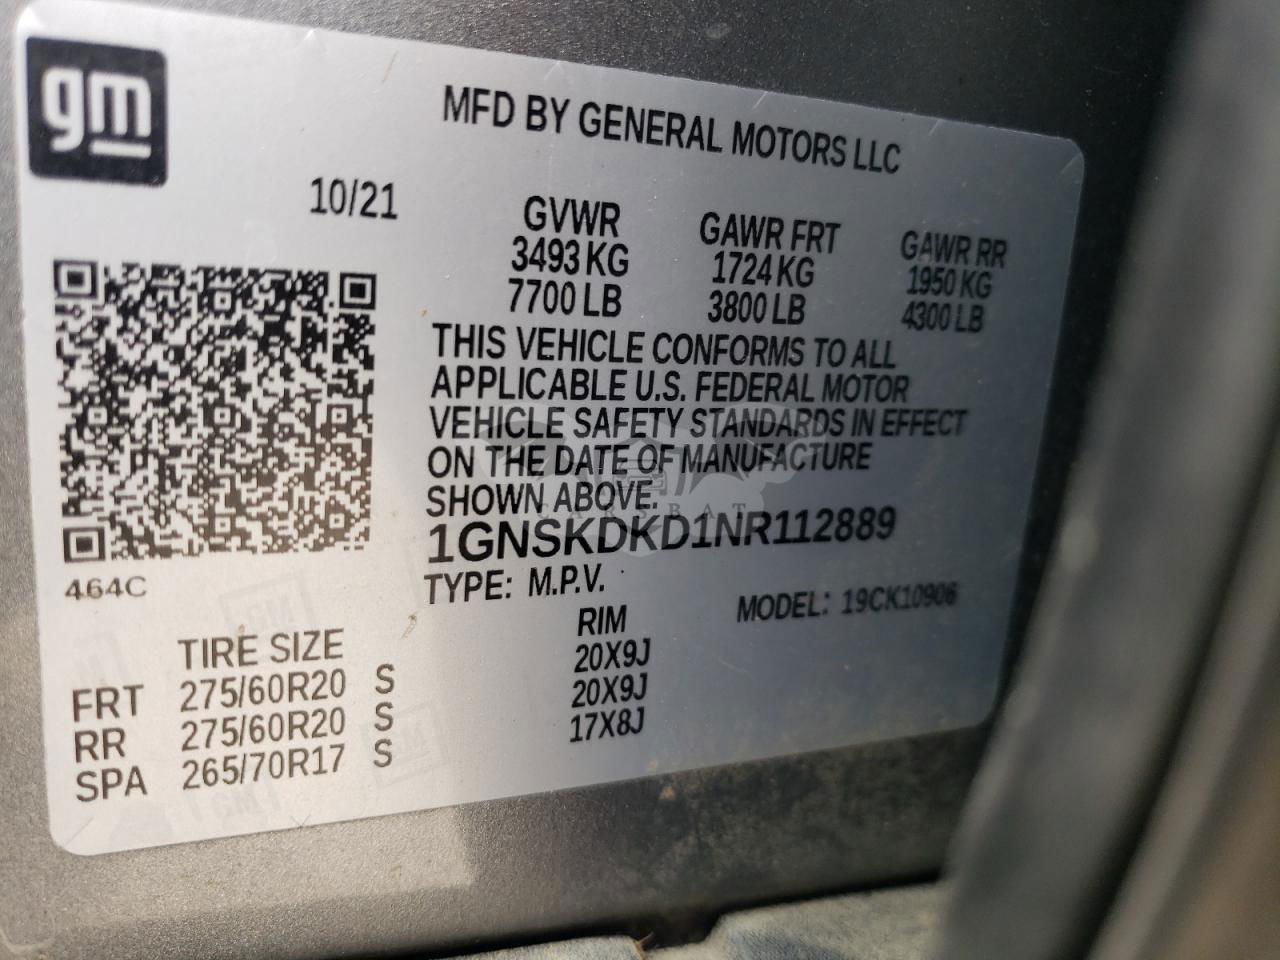 gm
MFD BY GENERAL MOTORS LLC
10/21
GVWR GAWR FRT GAWR RR
3493 KG 1724 KG 1950 KG
7700 LB 3800 LB 4300 LB
THIS VEHICLE CONFORMS TO ALL
APPLICABLE U.S. FEDERAL MOTOR
VEHICLE SAFETY STANDARDS IN EFFECT
ON THE DATE OF MANUFACTURE
SHOWN ABOVE.
CARSBAT
1GNSKDKD1NR112889
464C
TYPE: M.P.V. MODEL: 19CK10906
TIRE SIZE RIM
FRT 275/60R20 S 20X9J
RR 275/60R20 S 20X9J
SPA 265/70R17 S 17X8J